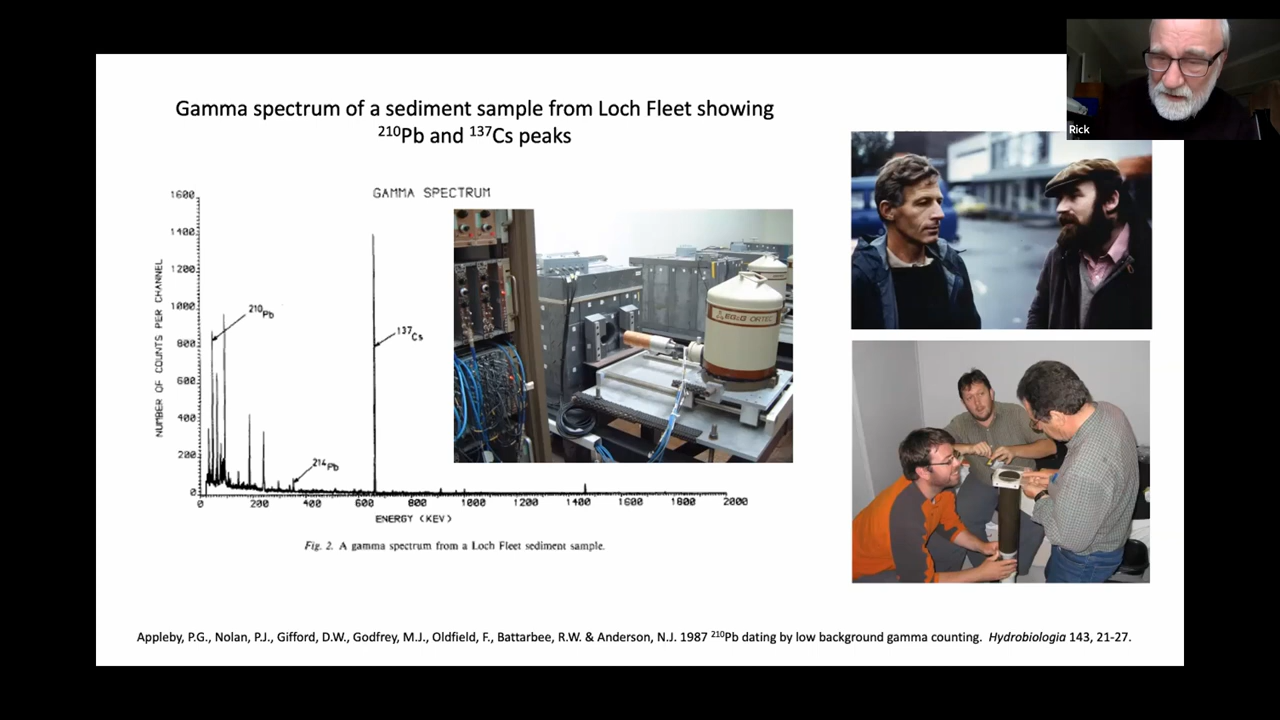 Gamma spectrum of a sediment sample from Loch Fleet showing
²¹⁰Pb and ¹³⁷Cs peaks
Rick
GAMMA SPECTRUM
NUMBER OF COUNTS PER CHANNEL
1600
1400
1200
1000
800
600
400
200
0
²¹⁰Pb
¹³⁷Cs
²¹⁴Pb
EG&G ORTEC
0 200 400 600 800 1000 1200 1400 1600 1800 2000
ENERGY (KEV)
Fig. 2. A gamma spectrum from a Loch Fleet sediment sample.
Appleby, P.G., Nolan, P.J., Gifford, D.W., Godfrey, M.J., Oldfield, F., Battarbee, R.W. & Anderson, N.J. 1987 ²¹⁰Pb dating by low background gamma counting. Hydrobiologia 143, 21-27.